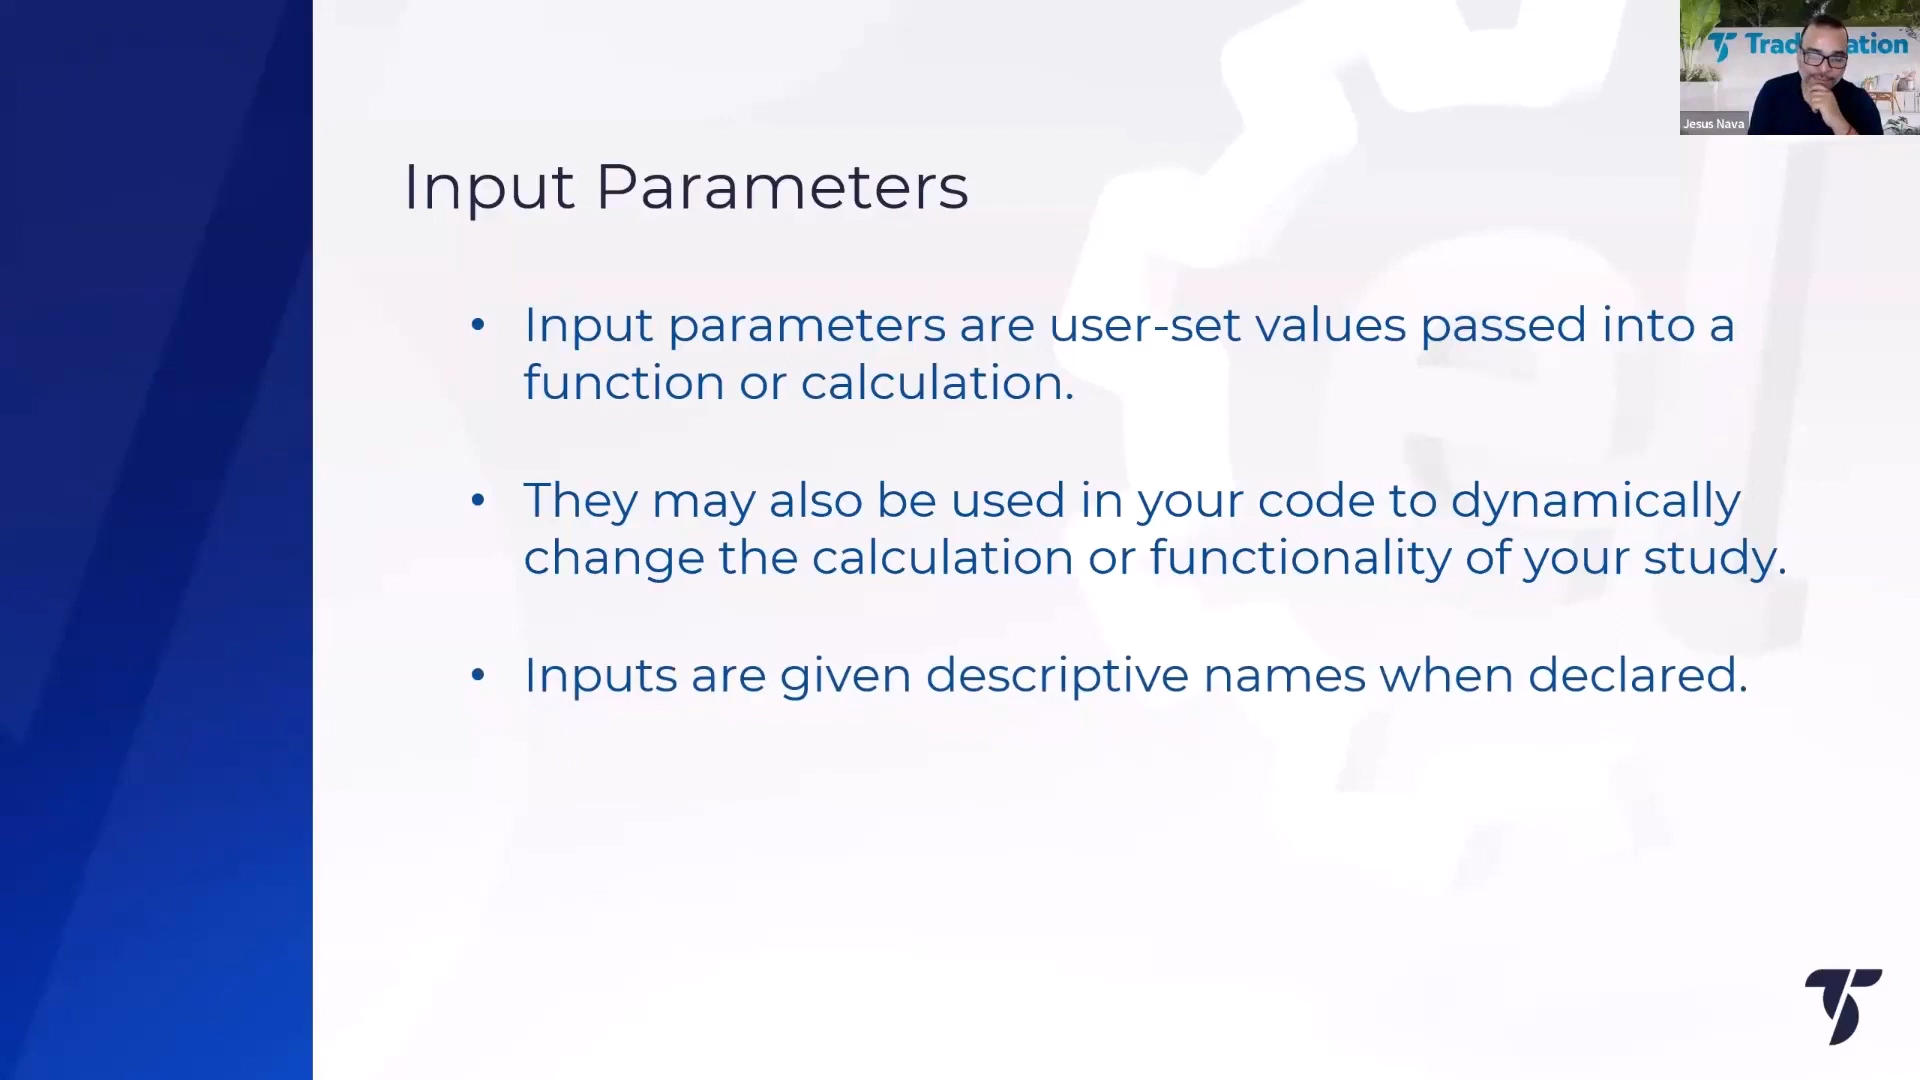 Jesus Nava
Input Parameters
• Input parameters are user-set values passed into a
function or calculation.
• They may also be used in your code to dynamically
change the calculation or functionality of your study.
• Inputs are given descriptive names when declared.